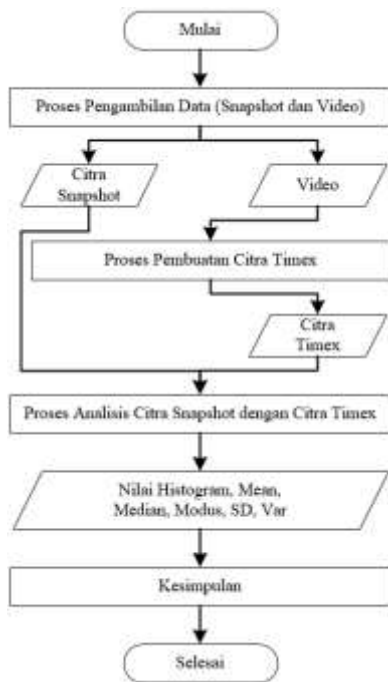 Mulai
Proses Pengambilan Data (Snapshot dan Video)
Citra
Snapshot
Video
Proses Pembuatan Citra Timex
Citra
Timex
Proses Analisis Citra Snapshot dengan Citra Timex
Nilai Histogram, Mean,
Median, Modus, SD, Var
Kesimpulan
Selesai